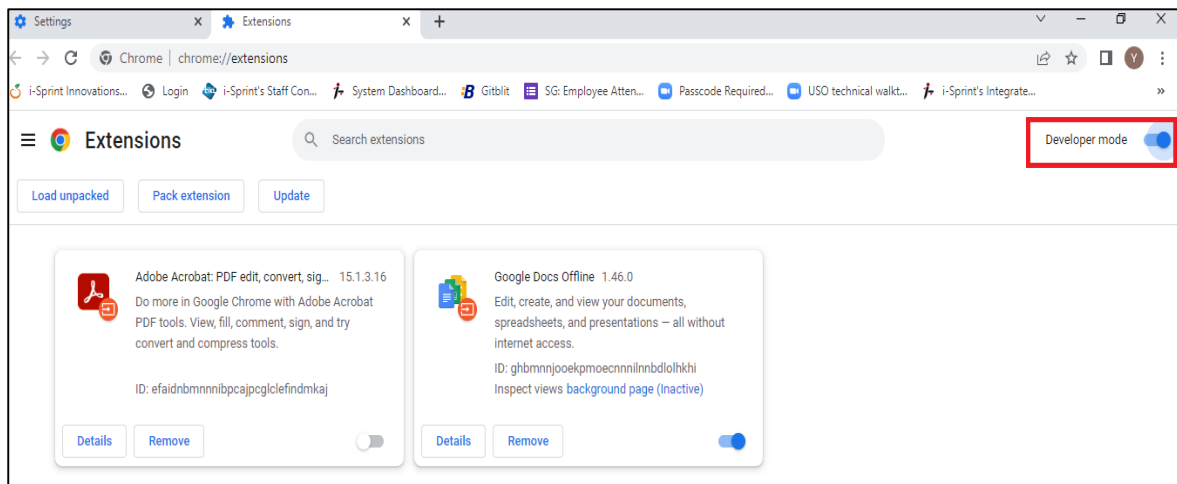 Settings
Extensions
Chrome | chrome://extensions
Y
i-Sprint Innovations... Login i-Sprint's Staff Con... System Dashboard... Gitblit SG: Employee Atten... Passcode Required... USO technical walkt... i-Sprint's Integrate... »
Extensions
Search extensions
Developer mode
Load unpacked Pack extension Update
Adobe Acrobat: PDF edit, convert, sig... 15.1.3.16
Do more in Google Chrome with Adobe Acrobat
PDF tools. View, fill, comment, sign, and try
convert and compress tools.
ID: efaidnbmnnnibpcajpcglclefindmkaj
Details Remove
Google Docs Offline 1.46.0
Edit, create, and view your documents,
spreadsheets, and presentations — all without
internet access.
ID: ghbmnnjooekpmoecnnnilnnbdlolhkhi
Inspect views background page (Inactive)
Details Remove